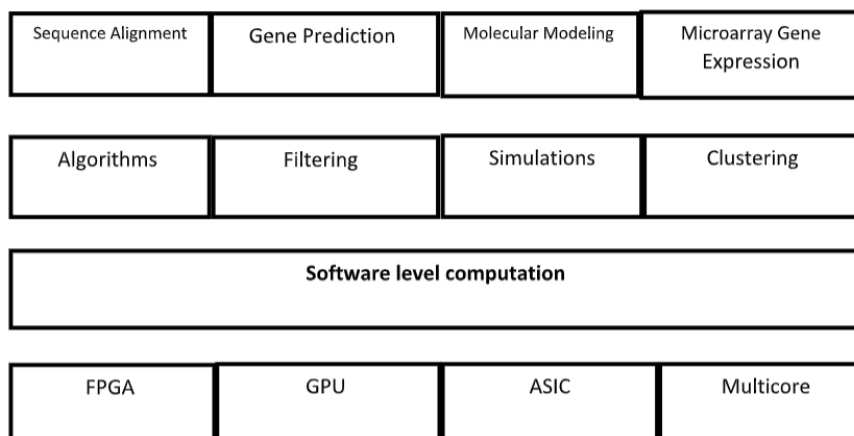 Sequence Alignment
Gene Prediction
Molecular Modeling
Microarray Gene
Expression
Algorithms
Filtering
Simulations
Clustering
Software level computation
FPGA
GPU
ASIC
Multicore